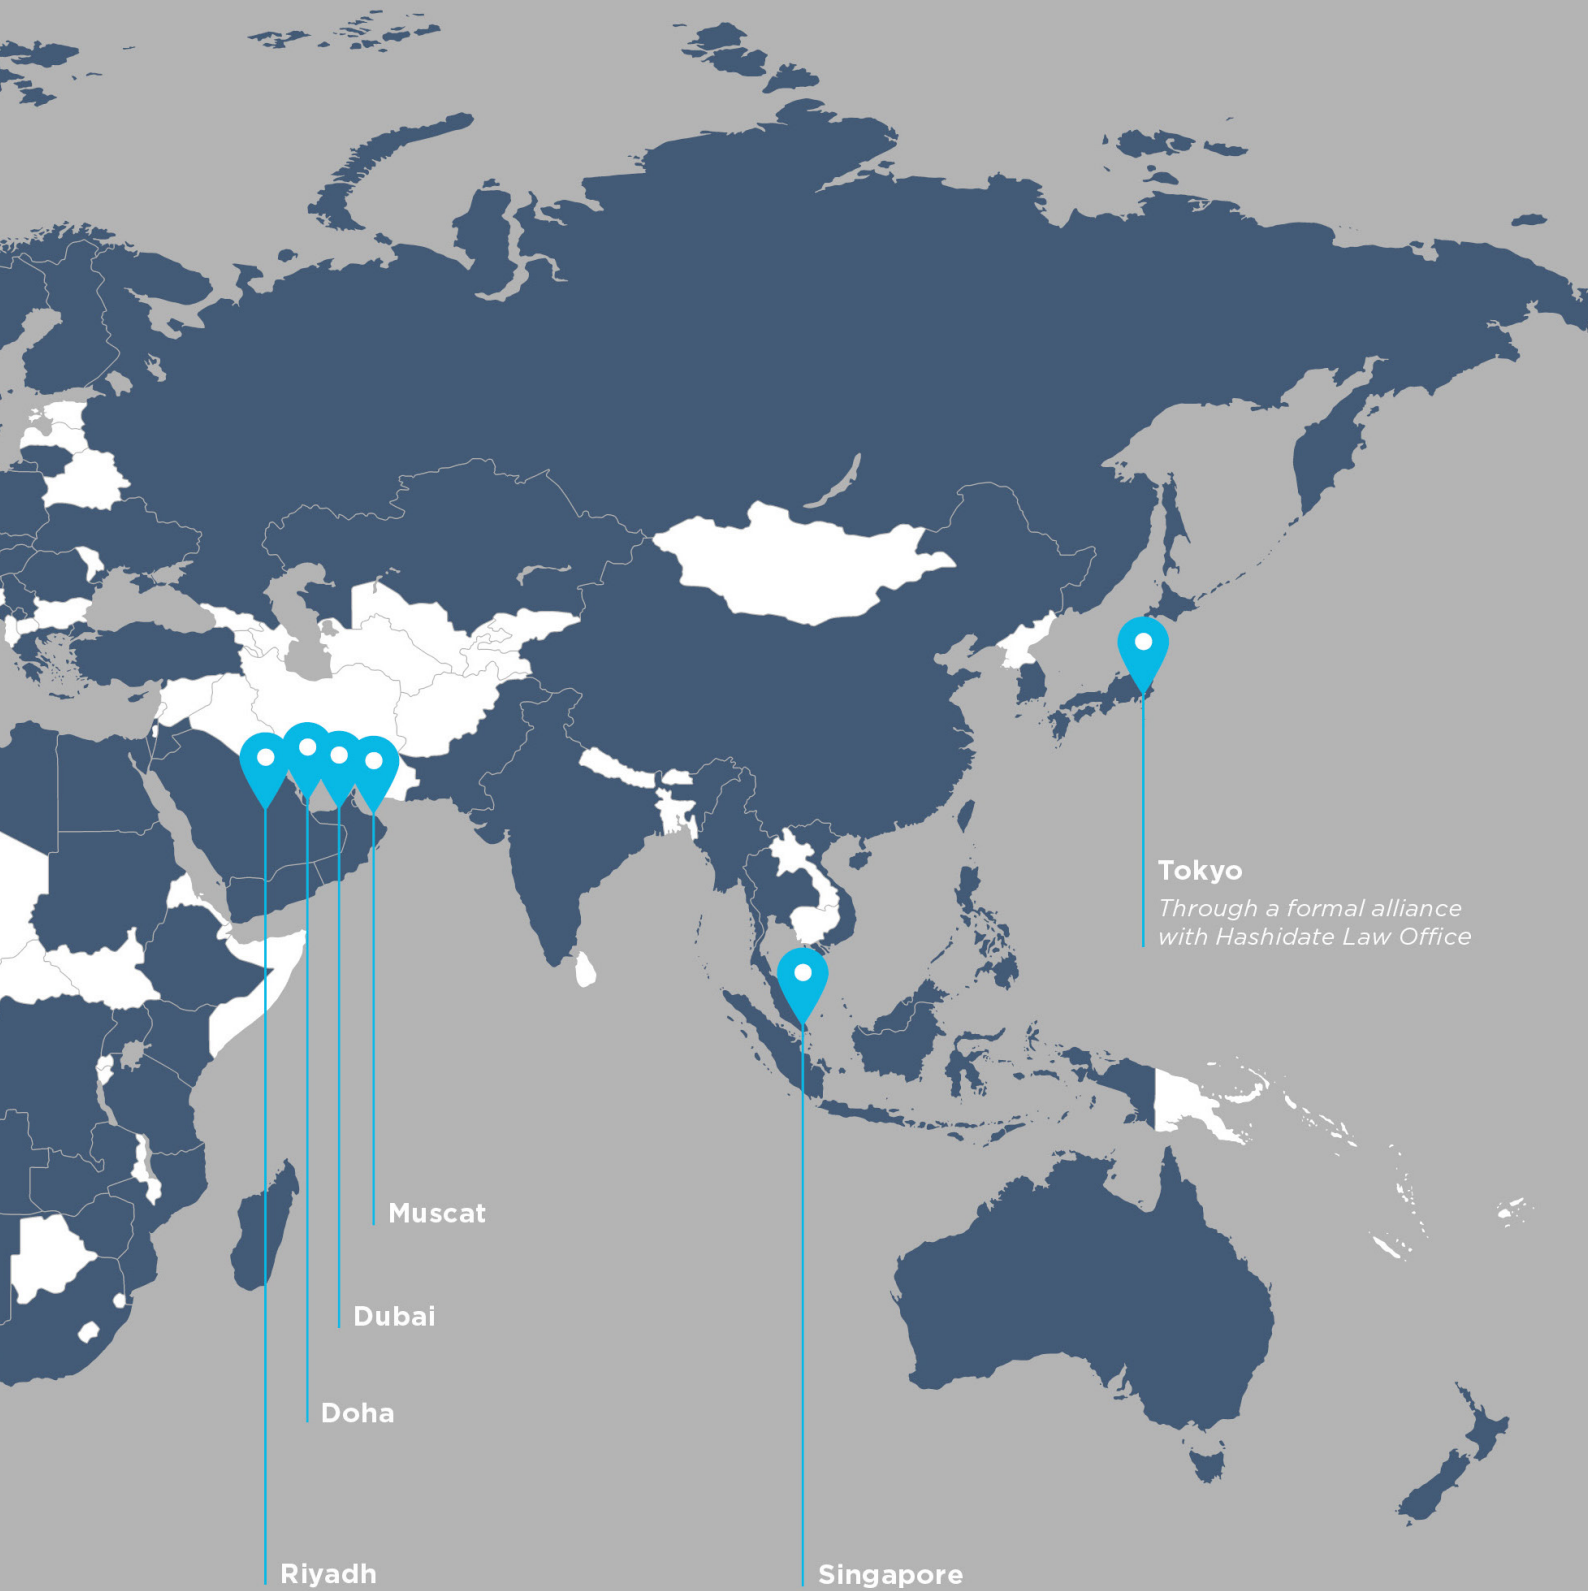 Tokyo
Through a formal alliance
with Hashidate Law Office
Muscat
Dubai
Doha
Riyadh
Singapore